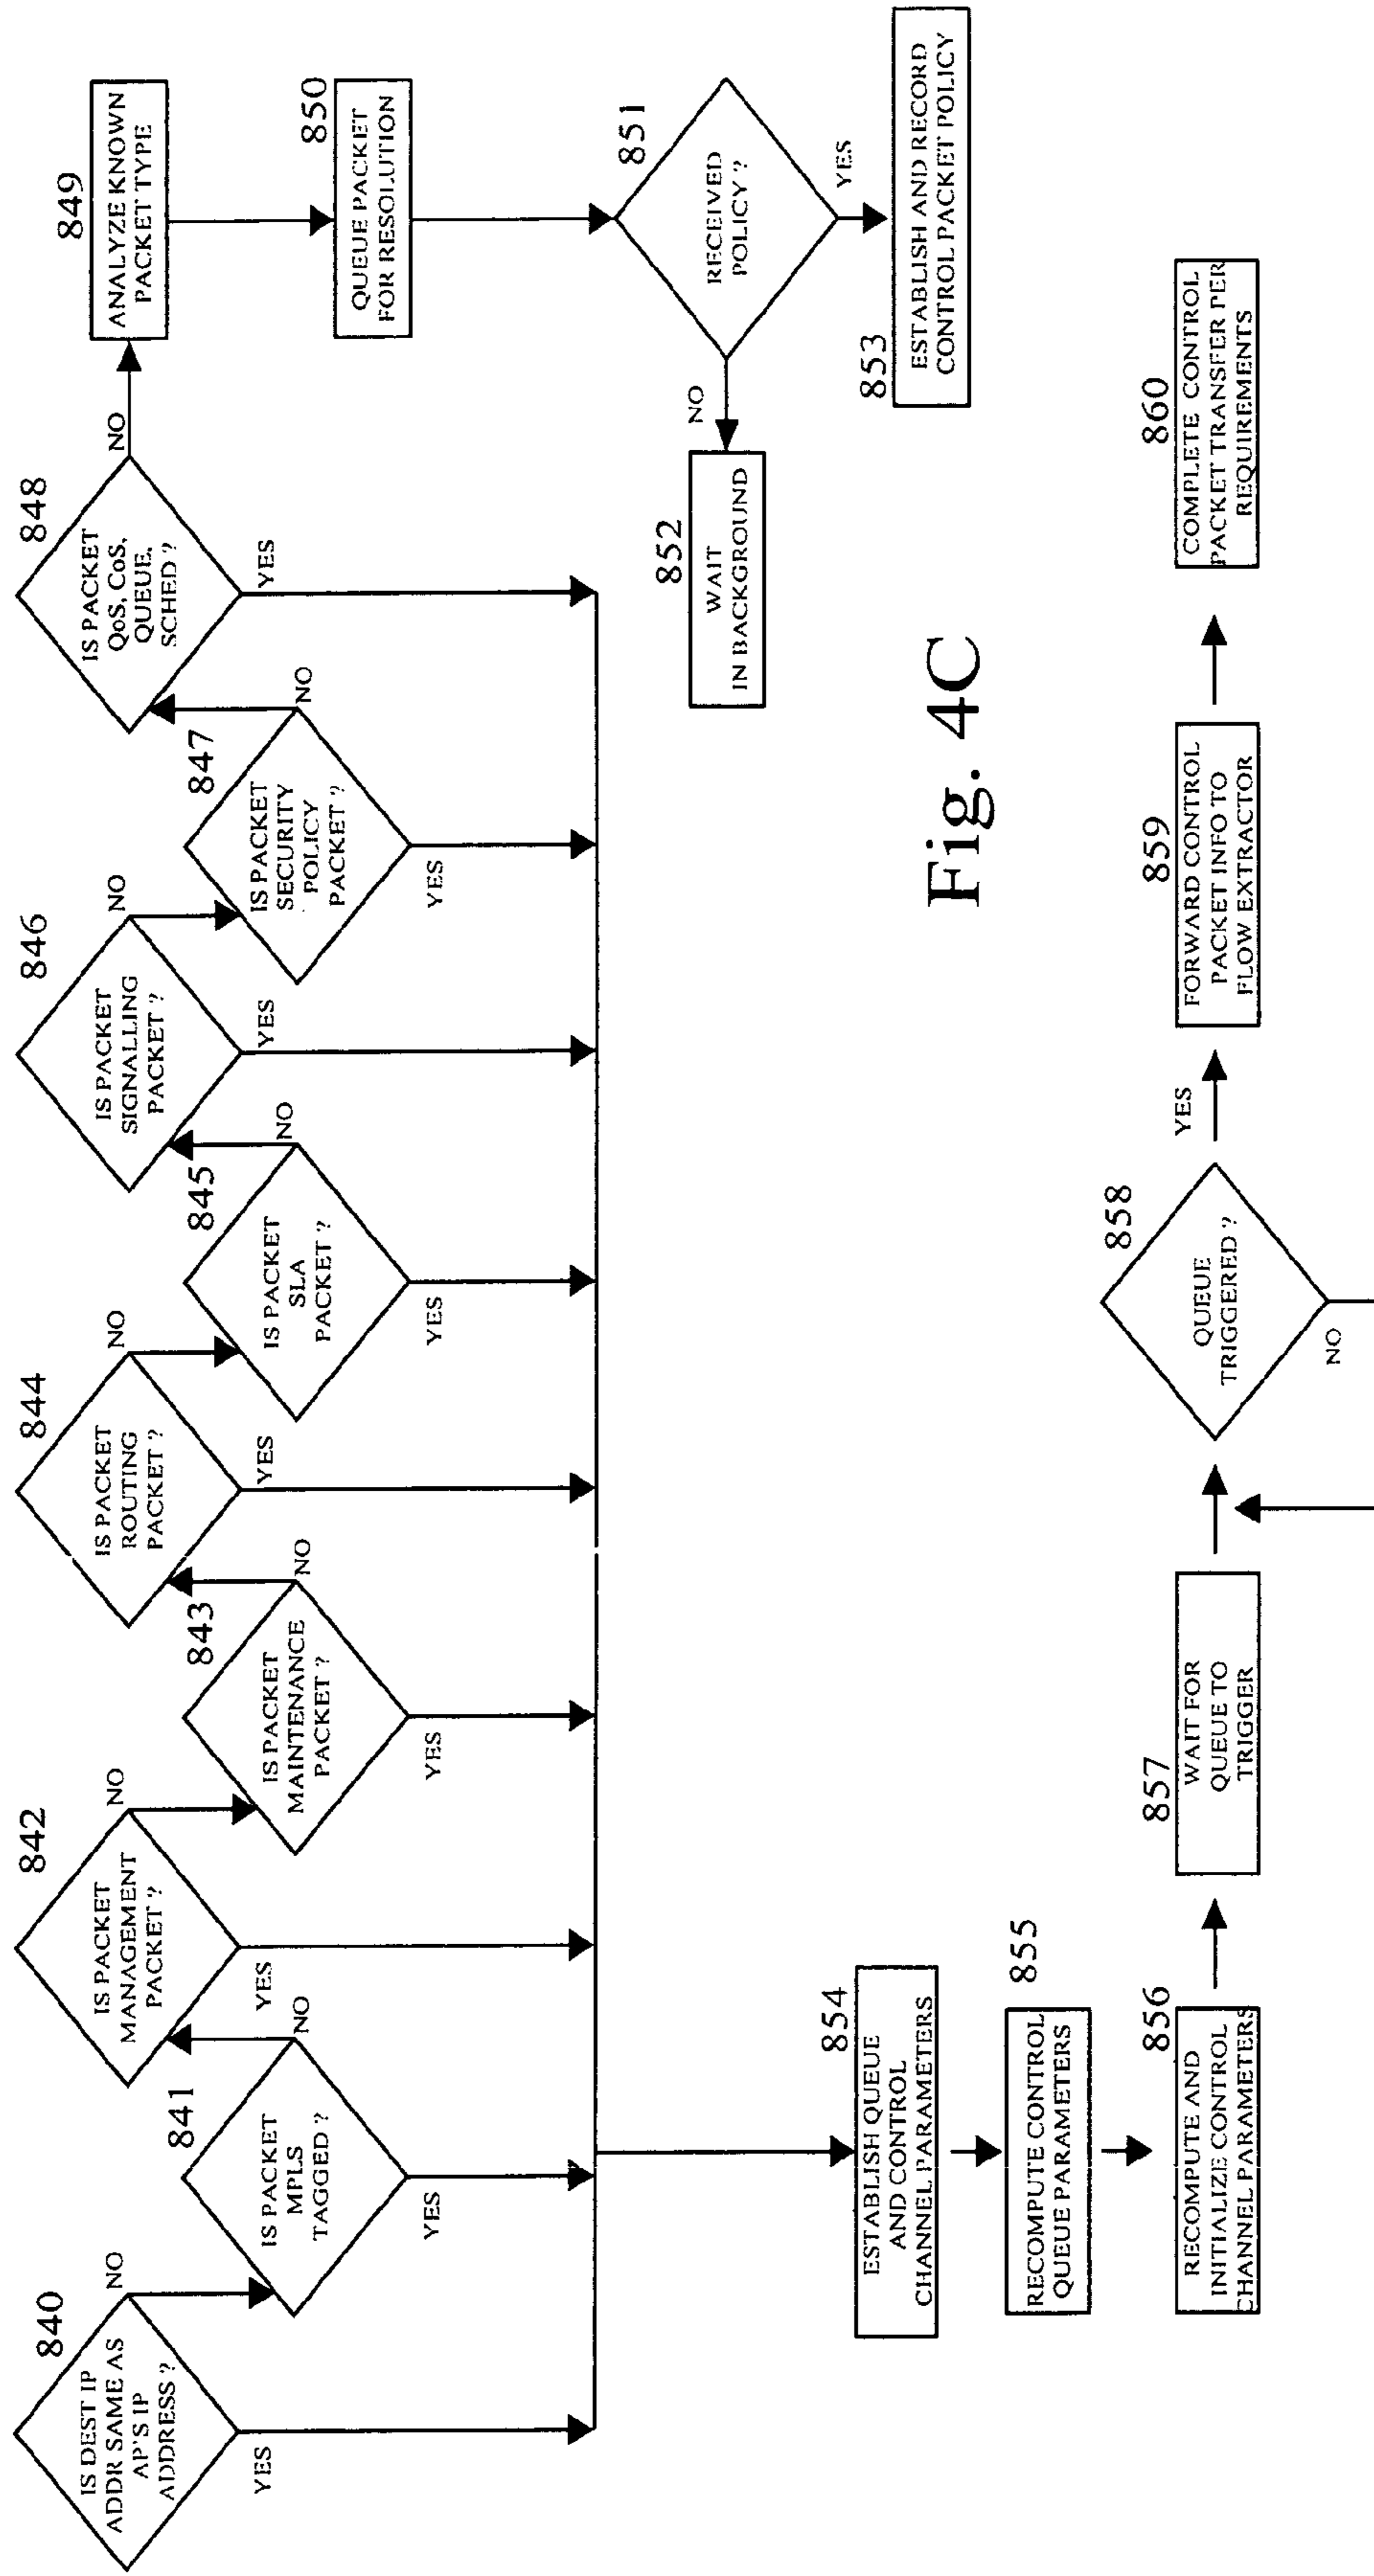 840
IS DEST IP
ADDR SAME AS
AP'S IP
ADDRESS ?
NO
YES
841
IS PACKET
MPLS
TAGGED ?
NO
YES
842
IS PACKET
MANAGEMENT
PACKET ?
NO
YES
843
IS PACKET
MAINTENANCE
PACKET ?
NO
YES
844
IS PACKET
ROUTING
PACKET ?
NO
YES
845
IS PACKET
SLA
PACKET ?
NO
YES
846
IS PACKET
SIGNALLING
PACKET ?
NO
YES
847
IS PACKET
SECURITY
POLICY
PACKET ?
NO
YES
848
IS PACKET
QoS, CoS,
QUEUE,
SCHED ?
NO
YES
849
ANALYZE KNOWN
PACKET TYPE
850
QUEUE PACKET
FOR RESOLUTION
851
RECEIVED
POLICY ?
NO
YES
852
WAIT
IN BACKGROUND
853
ESTABLISH AND RECORD
CONTROL PACKET POLICY
854
ESTABLISH QUEUE
AND CONTROL
CHANNEL PARAMETERS
855
RECOMPUTE CONTROL
QUEUE PARAMETERS
856
RECOMPUTE AND
INITIALIZE CONTROL
CHANNEL PARAMETERS
857
WAIT FOR
QUEUE TO
TRIGGER
858
QUEUE
TRIGGERED ?
YES
NO
859
FORWARD CONTROL
PACKET INFO TO
FLOW EXTRACTOR
860
COMPLETE CONTROL
PACKET TRANSFER PER
REQUIREMENTS
Fig. 4C